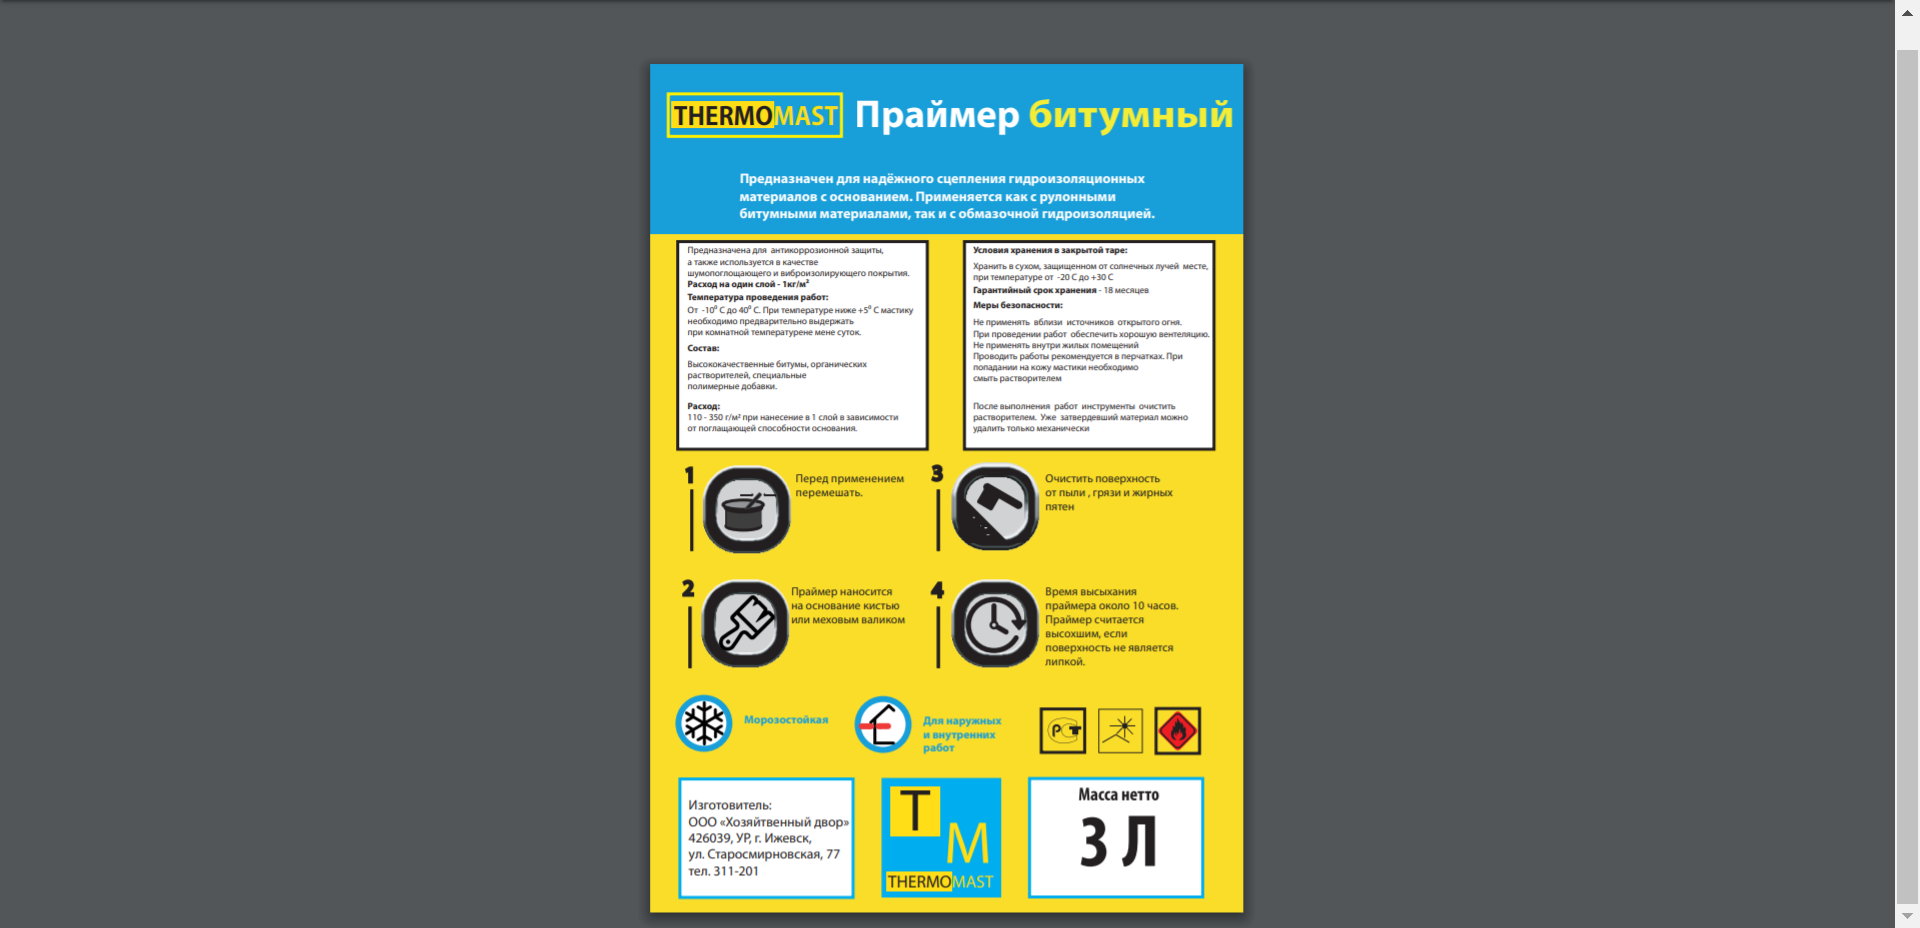 THERMOMAST Праймер битумный
Предназначен для надёжного сцепления гидроизоляционных
материалов с основанием. Применяется как с рулонными
битумными материалами, так и с обмазочной гидроизоляцией.
Предназначена для антикоррозионной защиты,
а также используется в качестве
шумопоглощающего и виброизолирующего покрытия.
Расход на один слой - 1кг/м²
Температура проведения работ:
От -10⁰ С до 40⁰ С. При температуре ниже +5⁰ С мастику
необходимо предварительно выдержать
при комнатной температурене мене суток.
Состав:
Высококачественные битумы, органических
растворителей, специальные
полимерные добавки.
Расход:
110 - 350 г/м² при нанесение в 1 слой в зависимости
от поглащающей способности основания.
Условия хранения в закрытой таре:
Хранить в сухом, защищенном от солнечных лучей месте,
при температуре от -20 С до +30 С
Гарантийный срок хранения - 18 месяцев
Меры безопасности:
Не применять вблизи источников открытого огня.
При проведении работ обеспечить хорошую вентеляцию.
Не применять внутри жилых помещений
Проводить работы рекомендуется в перчатках. При
попадании на кожу мастики необходимо
смыть растворителем
После выполнения работ инструменты очистить
растворителем. Уже затвердевший материал можно
удалить только механически
1
Перед применением
перемешать.
3
Очистить поверхность
от пыли , грязи и жирных
пятен
2
Праймер наносится
на основание кистью
или меховым валиком
4
Время высыхания
праймера около 10 часов.
Праймер считается
высохшим, если
поверхность не является
липкой.
Морозостойкая
Для наружных
и внутренних
работ
РСТ
Изготовитель:
ООО «Хозяйтвенный двор»
426039, УР, г. Ижевск,
ул. Старосмирновская, 77
тел. 311-201
T
M
THERMOMAST
Масса нетто
3 Л